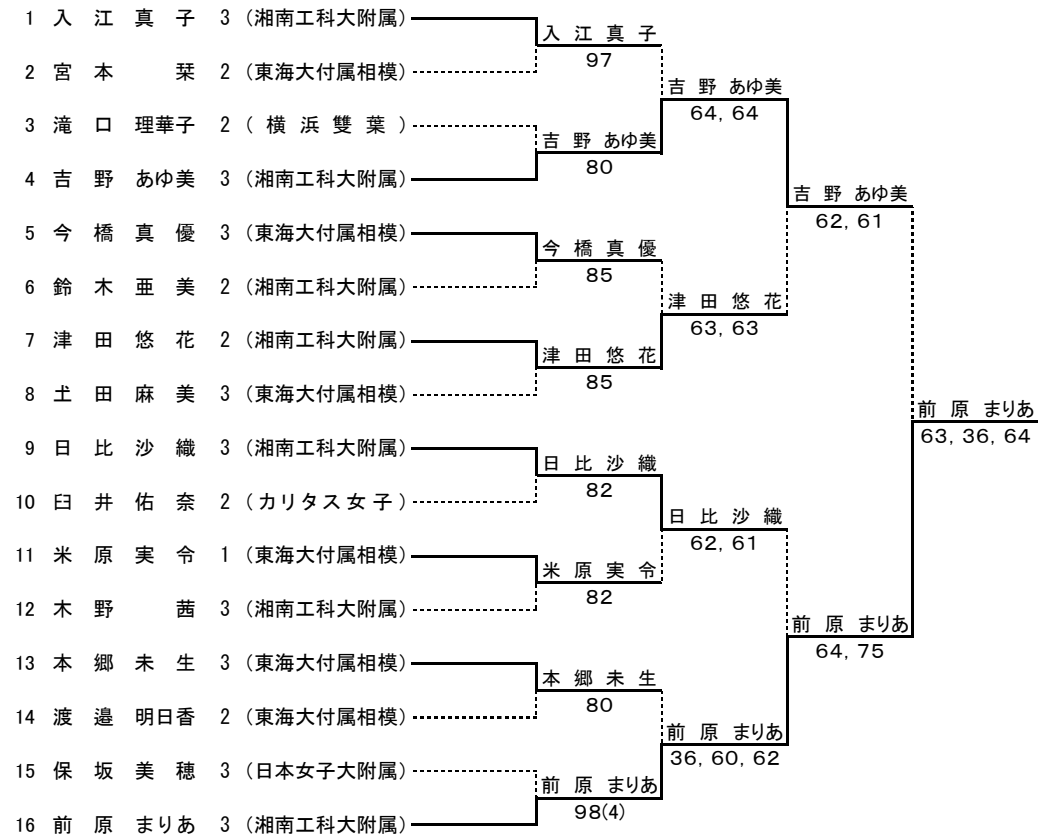 1 入 江 真 子 3 (湘南工科大附属)
入 江 真 子
97
2 宮 本 栞 2 (東海大付属相模)
吉 野 あゆ美
64, 64
3 滝 口 理華子 2 ( 横 浜 雙 葉 )
吉 野 あゆ美
80
4 吉 野 あゆ美 3 (湘南工科大附属)
吉 野 あゆ美
62, 61
5 今 橋 真 優 3 (東海大付属相模)
今 橋 真 優
85
6 鈴 木 亜 美 2 (湘南工科大附属)
津 田 悠 花
63, 63
7 津 田 悠 花 2 (湘南工科大附属)
津 田 悠 花
85
8 𡈽 田 麻 美 3 (東海大付属相模)
前 原 まりあ
63, 36, 64
9 日 比 沙 織 3 (湘南工科大附属)
日 比 沙 織
82
10 臼 井 佑 奈 2 (カリタス女子)
日 比 沙 織
62, 61
11 米 原 実 令 1 (東海大付属相模)
米 原 実 令
82
12 木 野 茜 3 (湘南工科大附属)
前 原 まりあ
64, 75
13 本 郷 未 生 3 (東海大付属相模)
本 郷 未 生
80
14 渡 邉 明日香 2 (東海大付属相模)
前 原 まりあ
36, 60, 62
15 保 坂 美 穂 3 (日本女子大附属)
前 原 まりあ
98(4)
16 前 原 まりあ 3 (湘南工科大附属)